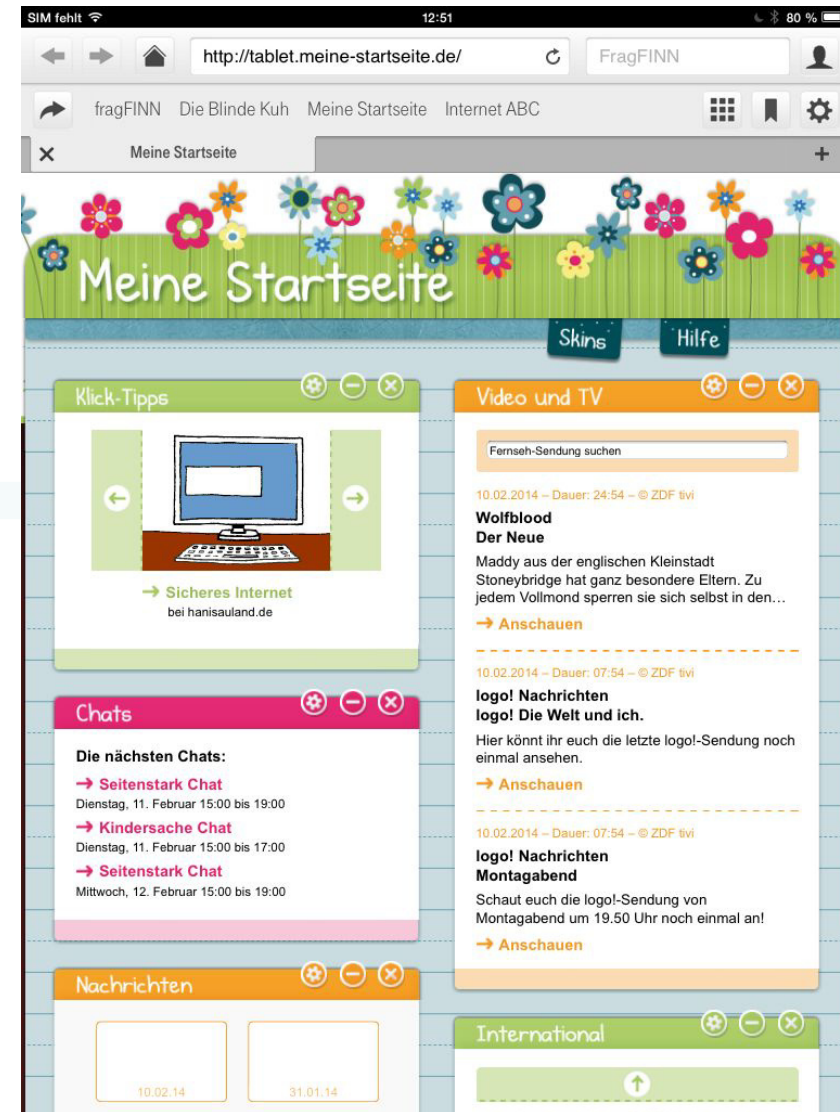 SIM fehlt 12:51 80 %
http://tablet.meine-startseite.de/ FragFINN
fragFINN Die Blinde Kuh Meine Startseite Internet ABC
Meine Startseite
Meine Startseite
Skins Hilfe
Klick-Tipps
→ Sicheres Internet
bei hanisauland.de
Chats
Die nächsten Chats:
→ Seitenstark Chat
Dienstag, 11. Februar 15:00 bis 19:00
→ Kindersache Chat
Dienstag, 11. Februar 15:00 bis 17:00
→ Seitenstark Chat
Mittwoch, 12. Februar 15:00 bis 19:00
Nachrichten
10.02.14 31.01.14
Video und TV
Fernseh-Sendung suchen
10.02.2014 – Dauer: 24:54 – © ZDF tivi
Wolfblood
Der Neue
Maddy aus der englischen Kleinstadt
Stoneybridge hat ganz besondere Eltern. Zu
jedem Vollmond sperren sie sich selbst in den…
→ Anschauen
10.02.2014 – Dauer: 07:54 – © ZDF tivi
logo! Nachrichten
logo! Die Welt und ich.
Hier könnt ihr euch die letzte logo!-Sendung noch
einmal ansehen.
→ Anschauen
10.02.2014 – Dauer: 07:54 – © ZDF tivi
logo! Nachrichten
Montagabend
Schaut euch die logo!-Sendung von
Montagabend um 19.50 Uhr noch einmal an!
→ Anschauen
International